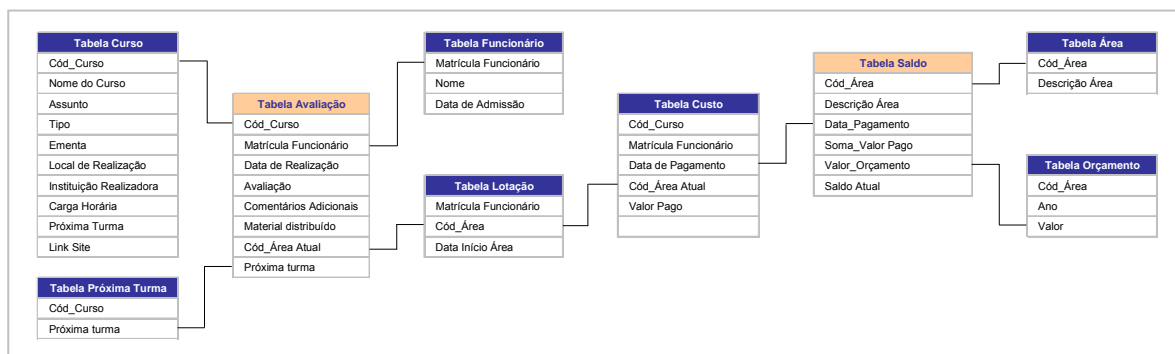 Tabela Curso
Cód_Curso
Nome do Curso
Assunto
Tipo
Ementa
Local de Realização
Instituição Realizadora
Carga Horária
Próxima Turma
Link Site
Tabela Próxima Turma
Cód_Curso
Próxima turma
Tabela Avaliação
Cód_Curso
Matrícula Funcionário
Data de Realização
Avaliação
Comentários Adicionais
Material distribuído
Cód_Área Atual
Próxima turma
Tabela Funcionário
Matrícula Funcionário
Nome
Data de Admissão
Tabela Lotação
Matrícula Funcionário
Cód_Área
Data Início Área
Tabela Custo
Cód_Curso
Matrícula Funcionário
Data de Pagamento
Cód_Área Atual
Valor Pago
Tabela Saldo
Cód_Área
Descrição Área
Data_Pagamento
Soma_Valor Pago
Valor_Orçamento
Saldo Atual
Tabela Área
Cód_Área
Descrição Área
Tabela Orçamento
Cód_Área
Ano
Valor